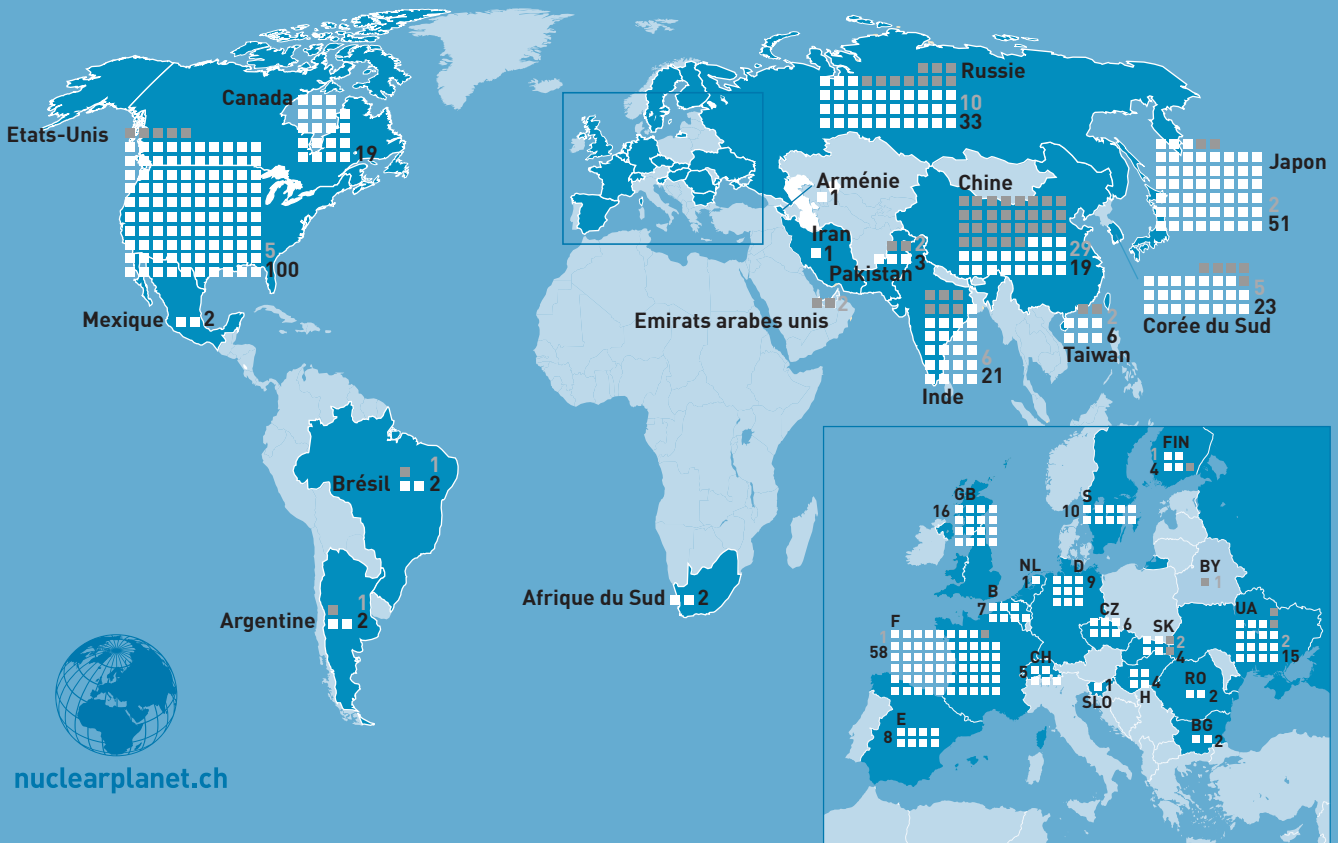 Canada
19
Etats-Unis
5
100
Mexique 2
Brésil
1
2
Argentine
1
2
Afrique du Sud 2
Russie
10
33
Japon
2
51
Arménie
1
Iran
1
Chine
29
19
Pakistan
2
3
Emirats arabes unis
2
Inde
6
21
Taiwan
2
6
Corée du Sud
5
23
FIN
1
4
GB
16
S
10
NL
1
D
9
BY
1
B
7
CZ
6
SK
2
4
UA
2
15
F
1
58
CH
5
SLO
1
H
4
RO
2
BG
2
E
8
nuclearplanet.ch